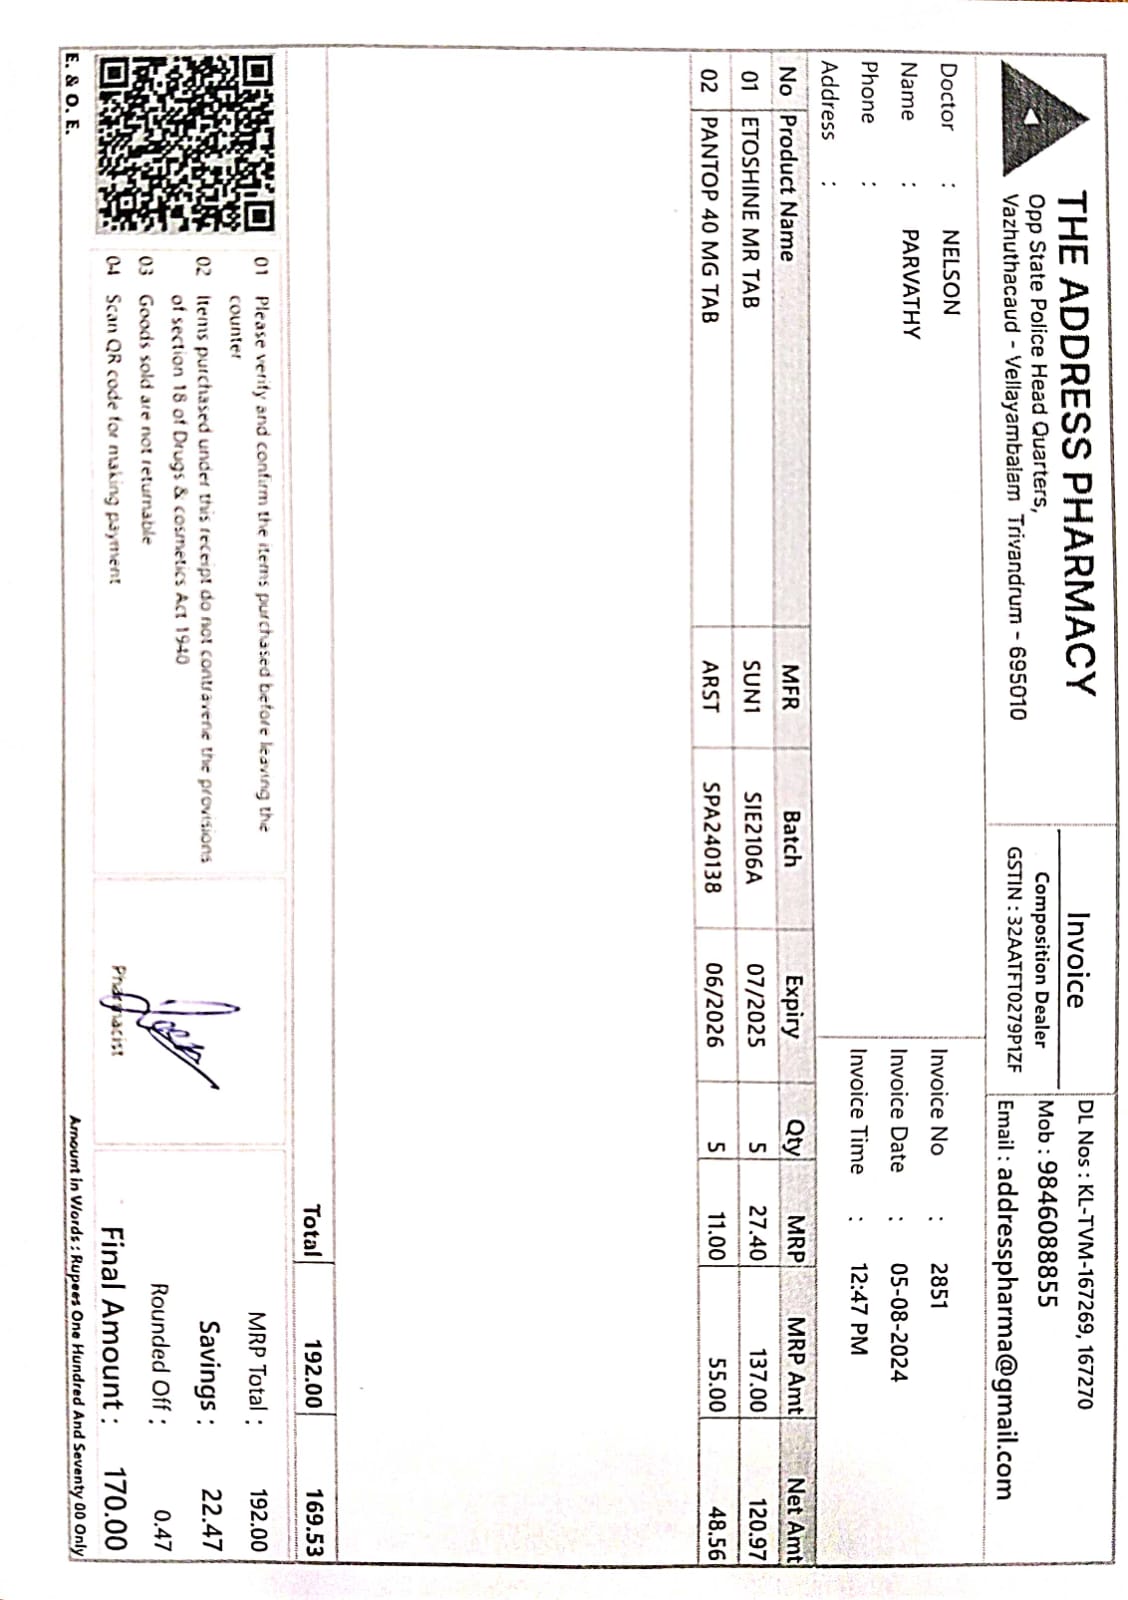 THE ADDRESS PHARMACY
Opp State Police Head Quarters,
Vazhuthacaud - Vellayambalam Trivandrum - 695010
Invoice
Composition Dealer
GSTIN : 32AATFT0279P1ZF
DL Nos : KL-TVM-167269, 167270
Mob : 9846088855
Email : addresspharma@gmail.com
Doctor : NELSON
Name : PARVATHY
Phone :
Address :
Invoice No : 2851
Invoice Date : 05-08-2024
Invoice Time : 12:47 PM
No Product Name MFR Batch Expiry Qty MRP MRP Amt Net Amt
01 ETOSHINE MR TAB SUN1 SIE2106A 07/2025 5 27.40 137.00 120.97
02 PANTOP 40 MG TAB ARST SPA240138 06/2026 5 11.00 55.00 48.56
Total 192.00 169.53
01 Please verify and confirm the items purchased before leaving the
counter
02 Items purchased under this receipt do not contravene the provisions
of section 18 of Drugs & cosmetics Act 1940
03 Goods sold are not returnable
04 Scan QR code for making payment
Pharmacist
MRP Total : 192.00
Savings : 22.47
Rounded Off : 0.47
Final Amount : 170.00
E. & O. E.
Amount in Words : Rupees One Hundred And Seventy 00 Only